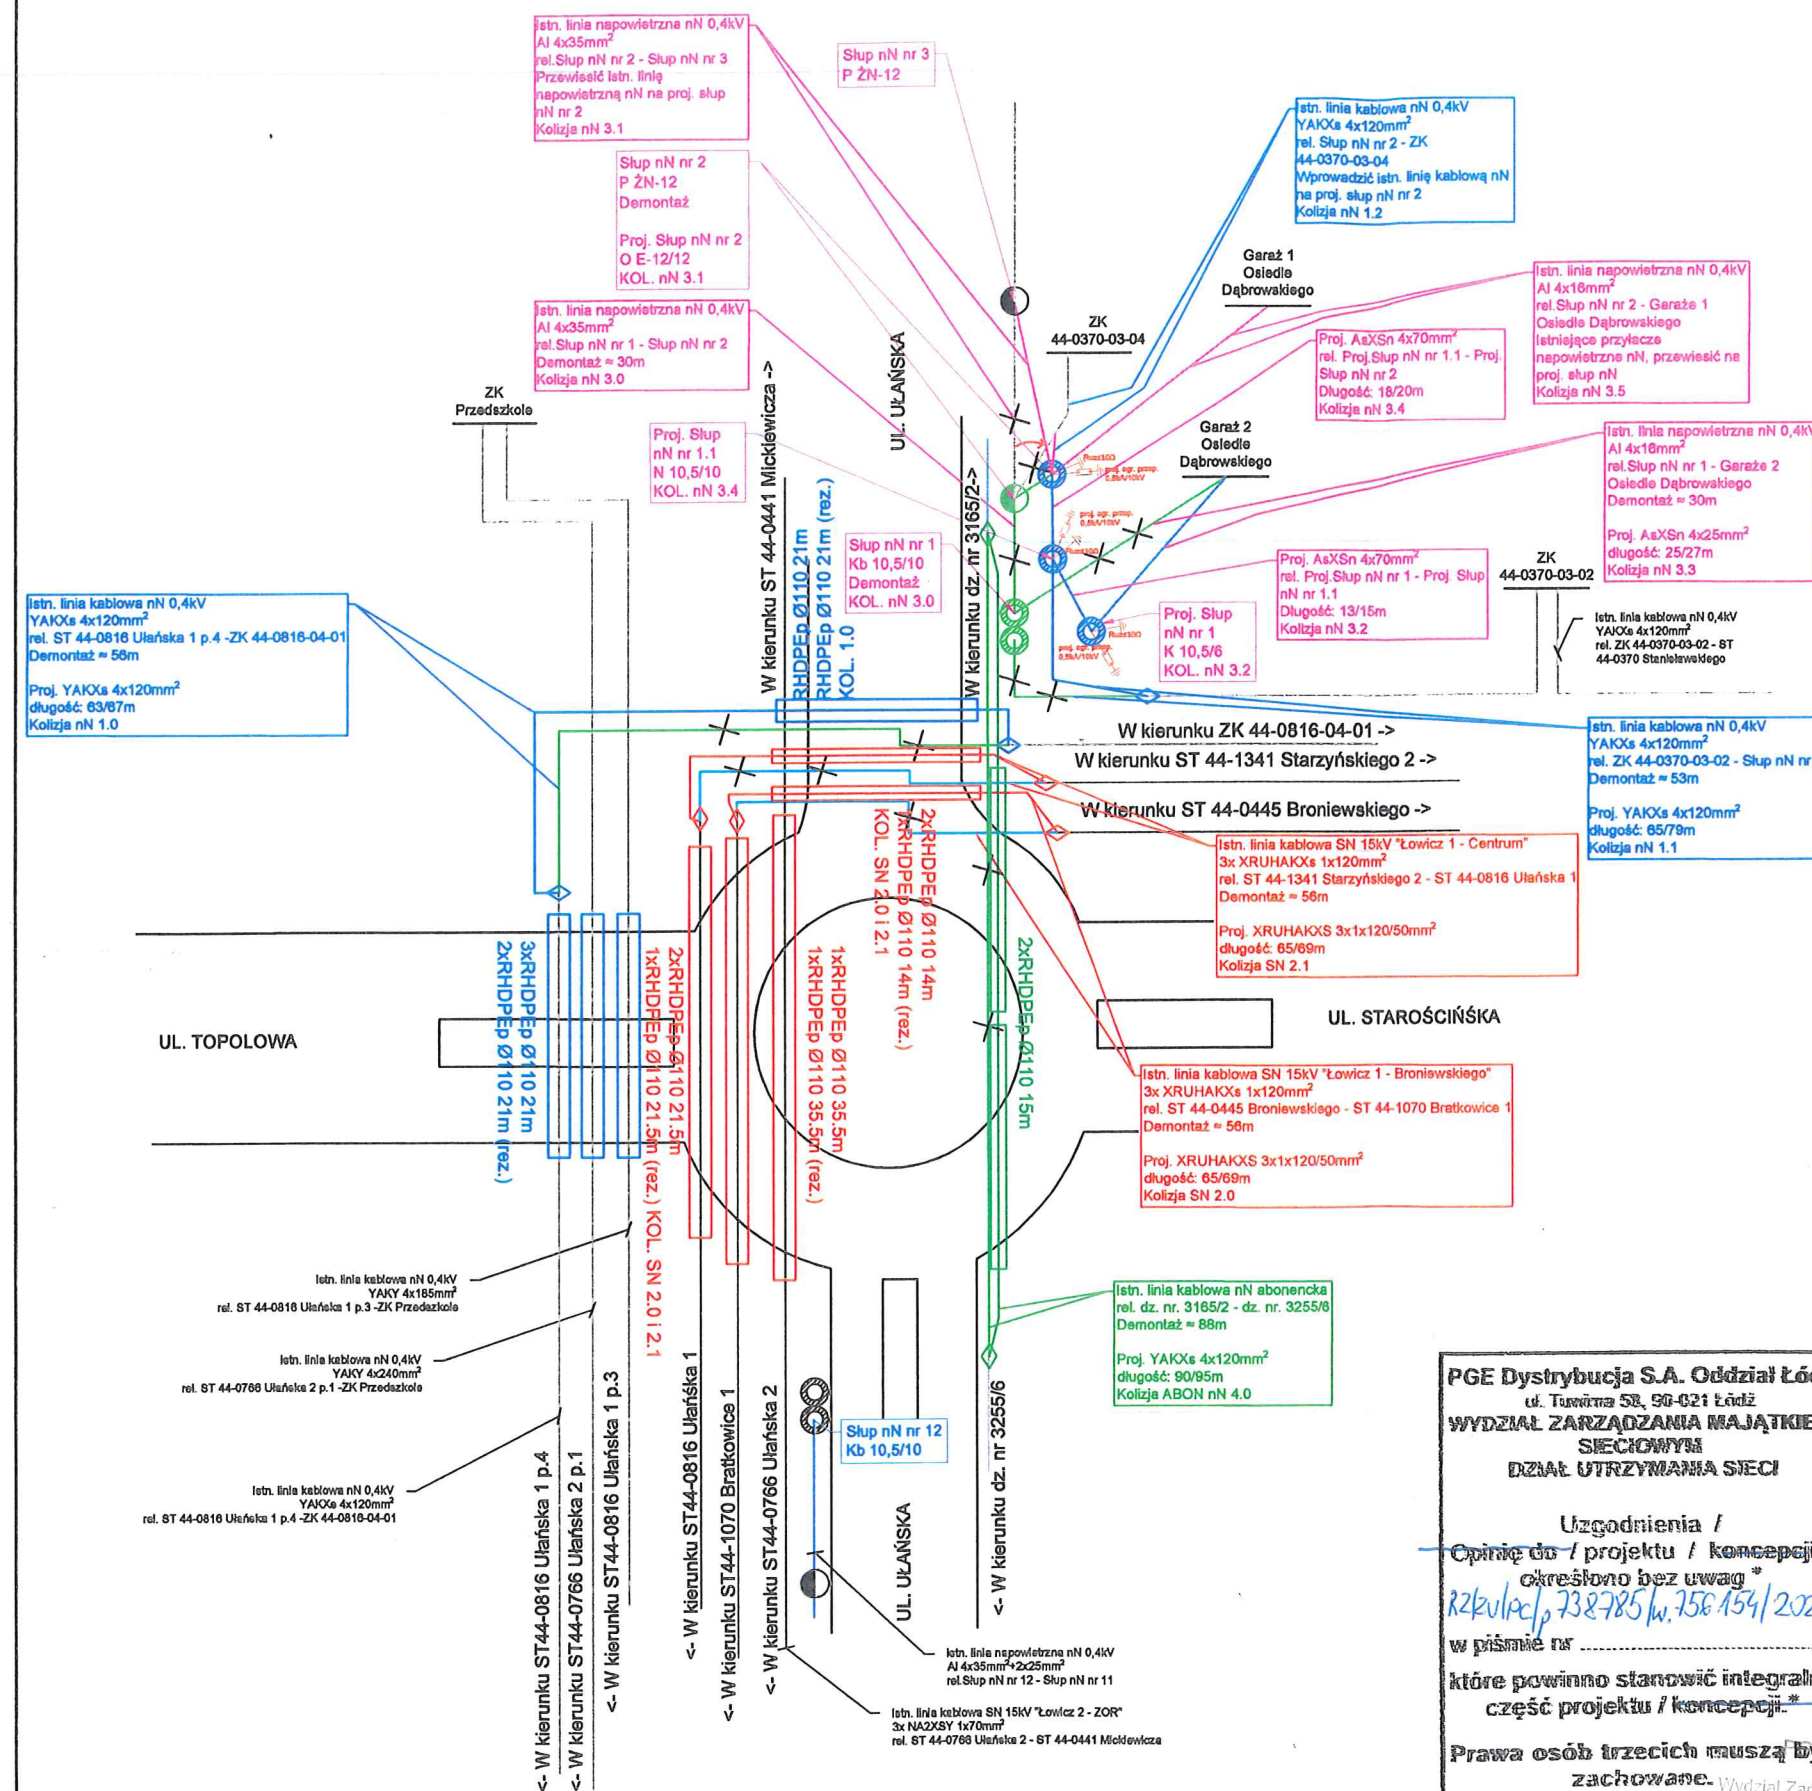 Istn. linia napowietrzna nN 0,4kV
Al 4x35mm²
rel.Słup nN nr 2 - Słup nN nr 3
Przewiesić istn. linię
napowietrzną nN na proj. słup
nN nr 2
Kolizja nN 3.1
Słup nN nr 3
P ŻN-12
Słup nN nr 2
P ŻN-12
Demontaż
Proj. Słup nN nr 2
O E-12/12
KOL. nN 3.1
Istn. linia kablowa nN 0,4kV
YAKXs 4x120mm²
rel. Słup nN nr 2 - ZK
44-0370-03-04
Wprowadzić istn. linię kablową nN
na proj. słup nN nr 2
Kolizja nN 1.2
Istn. linia napowietrzna nN 0,4kV
Al 4x35mm²
rel.Słup nN nr 1 - Słup nN nr 2
Demontaż ≈ 30m
Kolizja nN 3.0
Garaż 1
Osiedle
Dąbrowskiego
Istn. linia napowietrzna nN 0,4kV
Al 4x16mm²
rel.Słup nN nr 2 - Garaże 1
Osiedle Dąbrowskiego
Istniejące przyłącze
napowietrzne nN, przewiesić na
proj. słup nN
Kolizja nN 3.5
ZK
44-0370-03-04
Proj. AsXSn 4x70mm²
rel. Proj.Słup nN nr 1.1 - Proj.
Słup nN nr 2
Długość: 18/20m
Kolizja nN 3.4
ZK
Przedszkole
Proj. Słup
nN nr 1.1
N 10,5/10
KOL. nN 3.4
W kierunku ST 44-0441 Mickiewicza ->
UL. UŁAŃSKA
W kierunku dz. nr 3165/2->
Garaż 2
Osiedle
Dąbrowskiego
Istn. linia napowietrzna nN 0,4kV
Al 4x16mm²
rel.Słup nN nr 1 - Garaże 2
Osiedle Dąbrowskiego
Demontaż ≈ 30m
Proj. AsXSn 4x25mm²
długość: 25/27m
Kolizja nN 3.3
proj. ogr. przep.
proj. ogr. przep.
proj. ogr. przep.
Słup nN nr 1
Kb 10,5/10
Demontaż
KOL. nN 3.0
RHDPEp Ø110 21m
RHDPEp Ø110 21m (rez.)
KOL. 1.0
Proj. AsXSn 4x70mm²
rel. Proj.Słup nN nr 1 - Proj. Słup
nN nr 1.1
Długość: 13/15m
Kolizja nN 3.2
Proj. Słup
nN nr 1
K 10,5/6
KOL. nN 3.2
ZK
44-0370-03-02
Istn. linia kablowa nN 0,4kV
YAKXs 4x120mm²
rel. ZK 44-0370-03-02 - ST
44-0370 Stanisławskiego
Istn. linia kablowa nN 0,4kV
YAKXs 4x120mm²
rel. ST 44-0816 Ułańska 1 p.4 -ZK 44-0816-04-01
Demontaż ≈ 56m
Proj. YAKXs 4x120mm²
długość: 63/67m
Kolizja nN 1.0
W kierunku ZK 44-0816-04-01 ->
W kierunku ST 44-1341 Starzyńskiego 2 ->
W kierunku ST 44-0445 Broniewskiego ->
Istn. linia kablowa nN 0,4kV
YAKXs 4x120mm²
rel. ZK 44-0370-03-02 - Słup nN nr
Demontaż ≈ 53m
Proj. YAKXs 4x120mm²
długość: 65/79m
Kolizja nN 1.1
Istn. linia kablowa SN 15kV "Łowicz 1 - Centrum"
3x XRUHAKXs 1x120mm²
rel. ST 44-1341 Starzyńskiego 2 - ST 44-0816 Ułańska 1
Demontaż ≈ 56m
Proj. XRUHAKXS 3x1x120/50mm²
długość: 65/69m
Kolizja SN 2.1
2xRHDPEp Ø110 14m
1xRHDPEp Ø110 14m (rez.)
KOL. SN 2.0 i 2.1
3xRHDPEp Ø110 21m
2xRHDPEp Ø110 21m (rez.)
2xRHDPEp Ø110 21.5m
1xRHDPEp Ø110 21.5m (rez.) KOL. SN 2.0 i 2.1
1xRHDPEp Ø110 35.5m
1xRHDPEp Ø110 35.5m (rez.)
2xRHDPEp Ø110 15m
UL. TOPOLOWA
UL. STAROŚCIŃSKA
Istn. linia kablowa SN 15kV "Łowicz 1 - Broniewskiego"
3x XRUHAKXs 1x120mm²
rel. ST 44-0445 Broniewskiego - ST 44-1070 Bratkowice 1
Demontaż ≈ 56m
Proj. XRUHAKXS 3x1x120/50mm²
długość: 65/69m
Kolizja SN 2.0
Istn. linia kablowa nN 0,4kV
YAKY 4x185mm²
rel. ST 44-0816 Ułańska 1 p.3 -ZK Przedszkole
Istn. linia kablowa nN 0,4kV
YAKY 4x240mm²
rel. ST 44-0766 Ułańska 2 p.1 -ZK Przedszkole
Istn. linia kablowa nN 0,4kV
YAKXs 4x120mm²
rel. ST 44-0816 Ułańska 1 p.4 -ZK 44-0816-04-01
Istn. linia kablowa nN abonencka
rel. dz. nr. 3165/2 - dz. nr. 3255/6
Demontaż ≈ 88m
Proj. YAKXs 4x120mm²
długość: 90/95m
Kolizja ABON nN 4.0
<- W kierunku ST44-0816 Ułańska 1 p.4
<- W kierunku ST44-0766 Ułańska 2 p.1
<- W kierunku ST44-0816 Ułańska 1 p.3
<- W kierunku ST44-0816 Ułańska 1
<- W kierunku ST44-1070 Bratkowice 1
<- W kierunku ST44-0766 Ułańska 2
Słup nN nr 12
Kb 10,5/10
UL. UŁAŃSKA
<- W kierunku dz. nr 3255/6
Istn. linia napowietrzna nN 0,4kV
Al 4x35mm²+2x25mm²
rel.Słup nN nr 12 - Słup nN nr 11
Istn. linia kablowa SN 15kV "Łowicz 2 - ZOR"
3x NA2XSY 1x70mm²
rel. ST 44-0766 Ułańska 2 - ST 44-0441 Mickiewicza
PGE Dystrybucja S.A. Oddział Łó
ul. Tuwima 58, 90-021 Łódź
WYDZIAŁ ZARZĄDZANIA MAJĄTKIE
SIECIOWYM
DZIAŁ UTRZYMANIA SIECI
Uzgodnienia /
Opinię do / projektu / koncepcji
określono bez uwag *
w piśmie nr
które powinno stanowić integraln
część projektu / koncepcji. *
Prawa osób trzecich muszą by
zachowane.